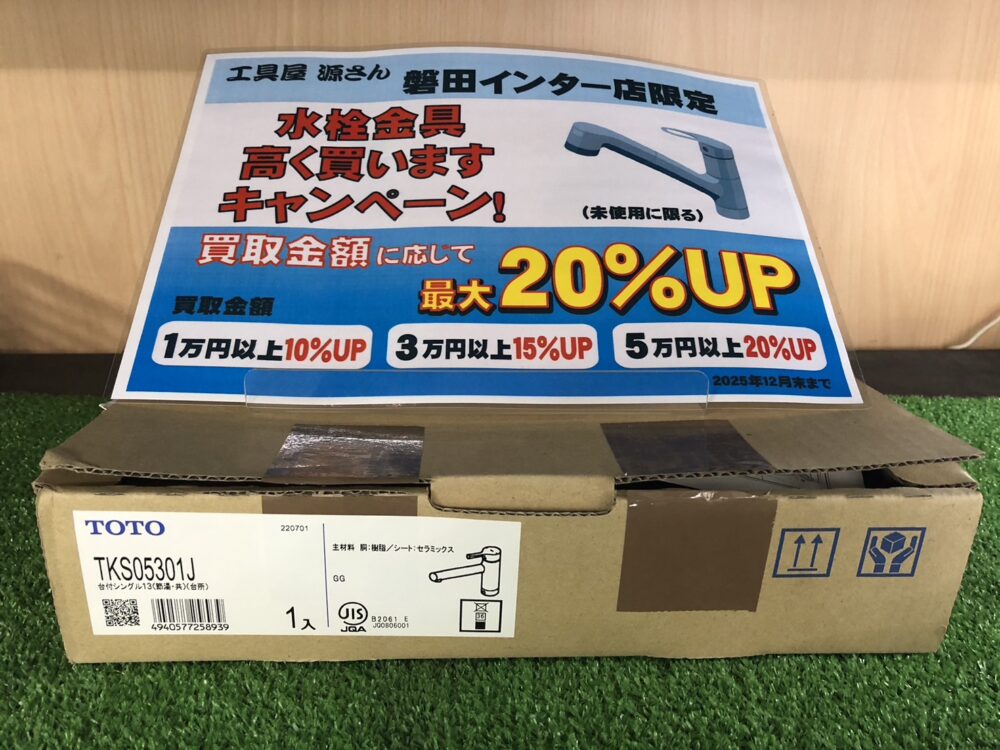 工具屋 源さん 磐田インター店限定
水栓金具
高く買います
キャンペーン!
(未使用に限る)
買取金額に応じて
最大20%UP
買取金額
1万円以上10%UP
3万円以上15%UP
5万円以上20%UP
2025年12月末まで
TOTO
220701
TKS05301J
台付シングル13(節湯・共)(台所)
主材料 胴:樹脂/シート:セラミックス
GG
4940577258939
1入
JIS
JQA
B2061 E
JQ0806001